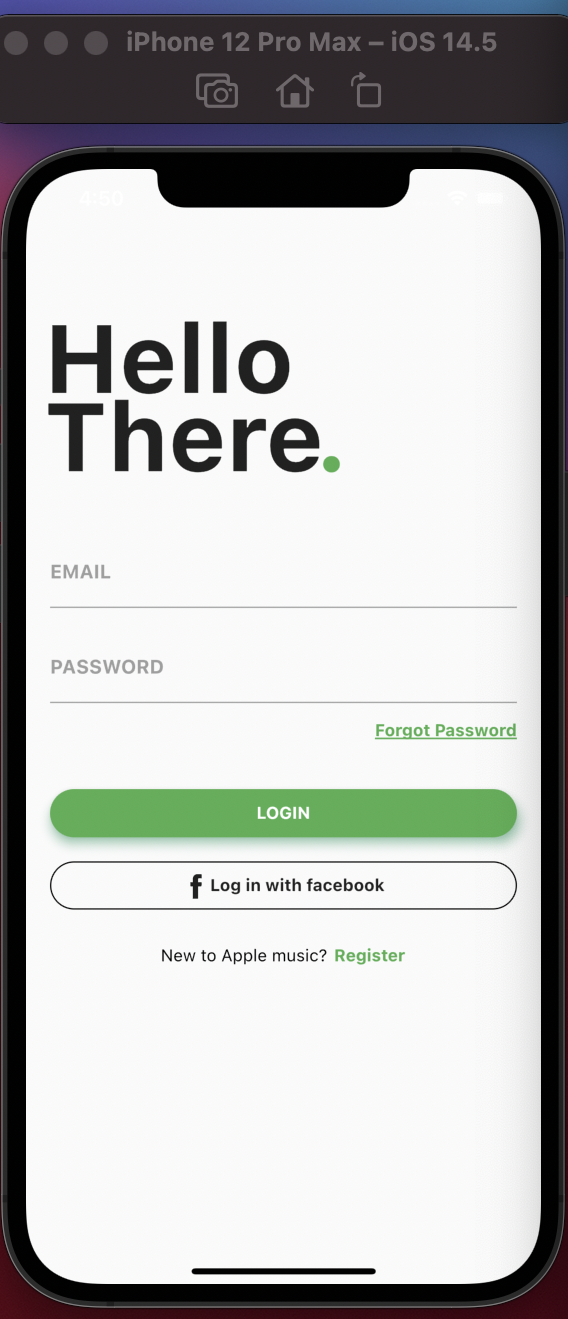 iPhone 12 Pro Max – iOS 14.5
4:50
Hello
There.
EMAIL
PASSWORD
Forgot Password
LOGIN
Log in with facebook
New to Apple music? Register